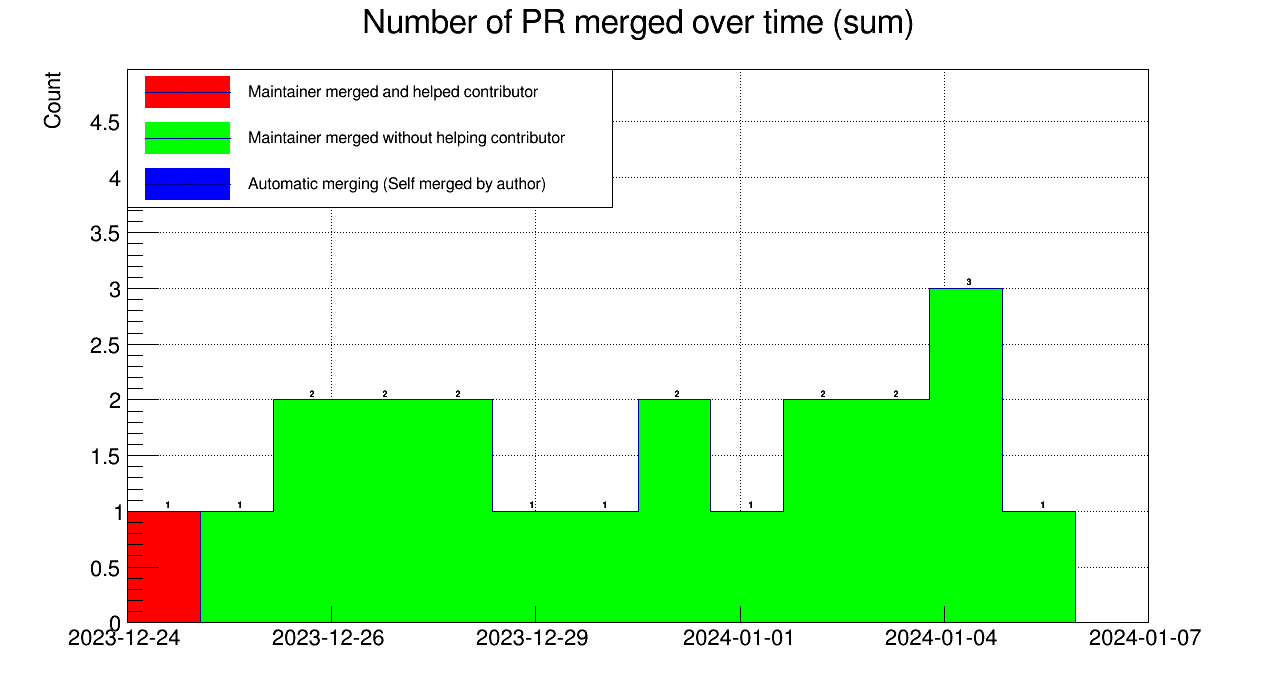 Number of PR merged over time (sum)
Count
Maintainer merged and helped contributor
Maintainer merged without helping contributor
Automatic merging (Self merged by author)
4.5
4
3.5
3
2.5
2
1.5
1
0.5
0
1 1 2 2 2 1 1 2 1 2 2 3 1
2023-12-24 2023-12-26 2023-12-29 2024-01-01 2024-01-04 2024-01-07